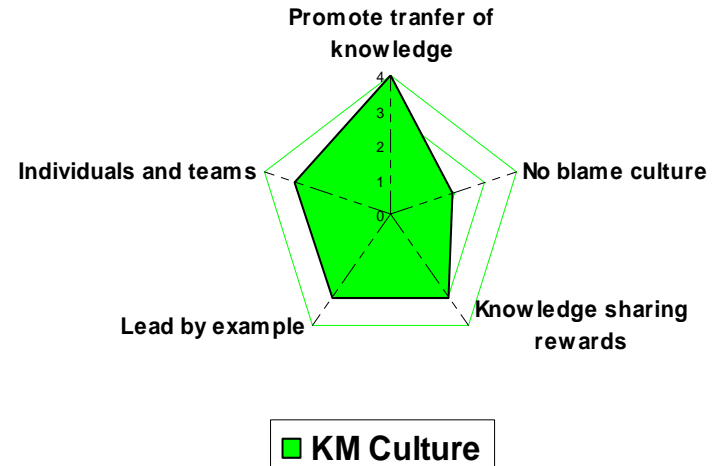 Promote tranfer of
knowledge
4
3
2
1
0
Individuals and teams
No blame culture
Lead by example
Knowledge sharing
rewards
KM Culture